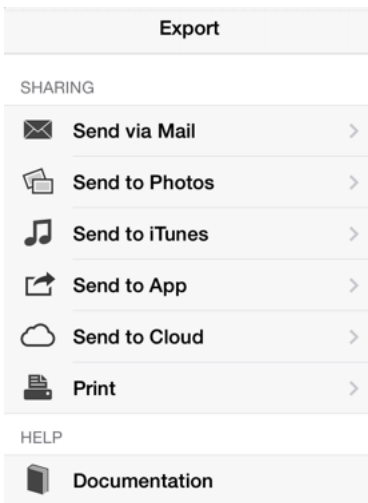 Export
SHARING
Send via Mail
Send to Photos
Send to iTunes
Send to App
Send to Cloud
Print
HELP
Documentation